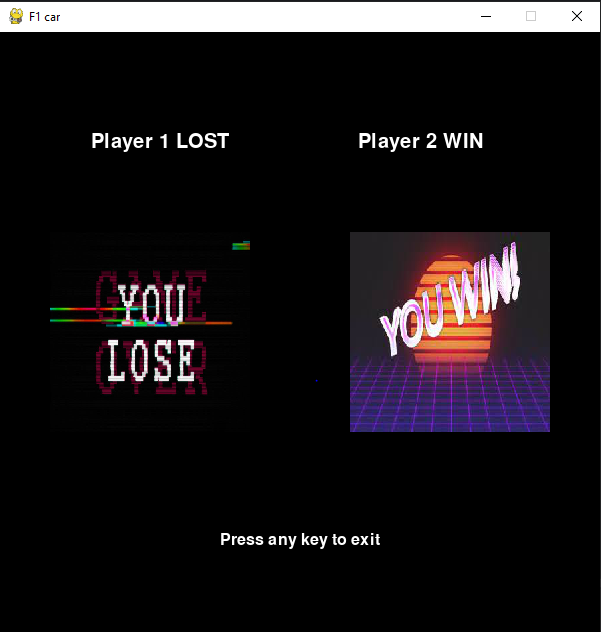 F1 car
Player 1 LOST
Player 2 WIN
GAME
YOU
LOSE
OVER
YOU WIN!
Press any key to exit